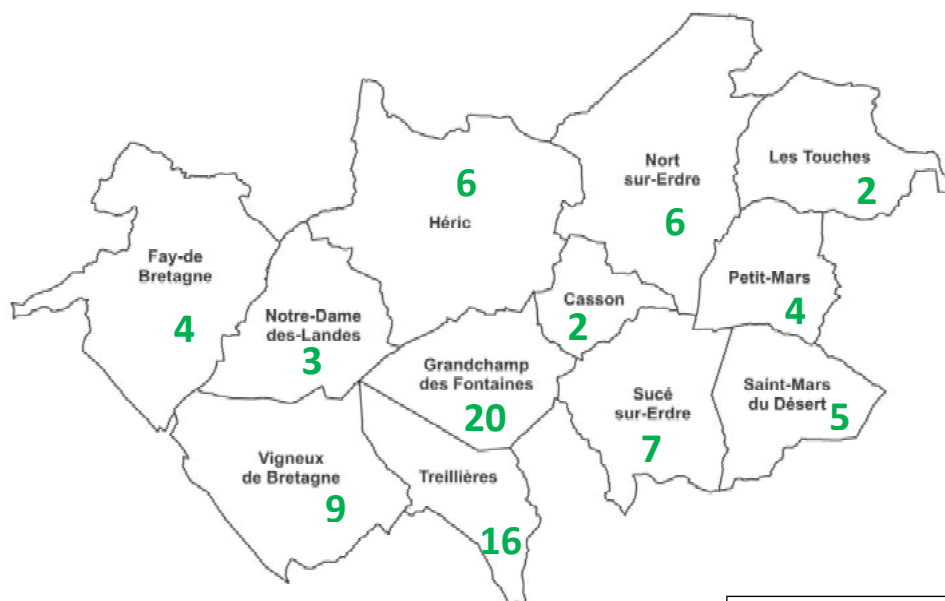 Nort
sur-Erdre
6
Les Touches
2
6
Héric
Fay-de
Bretagne
4
Notre-Dame
des-Landes
3
Casson
2
Petit-Mars
4
Grandchamp
des Fontaines
20
Sucé
sur-Erdre
7
Saint-Mars
du Désert
5
Vigneux
de Bretagne
9
Treillières
16